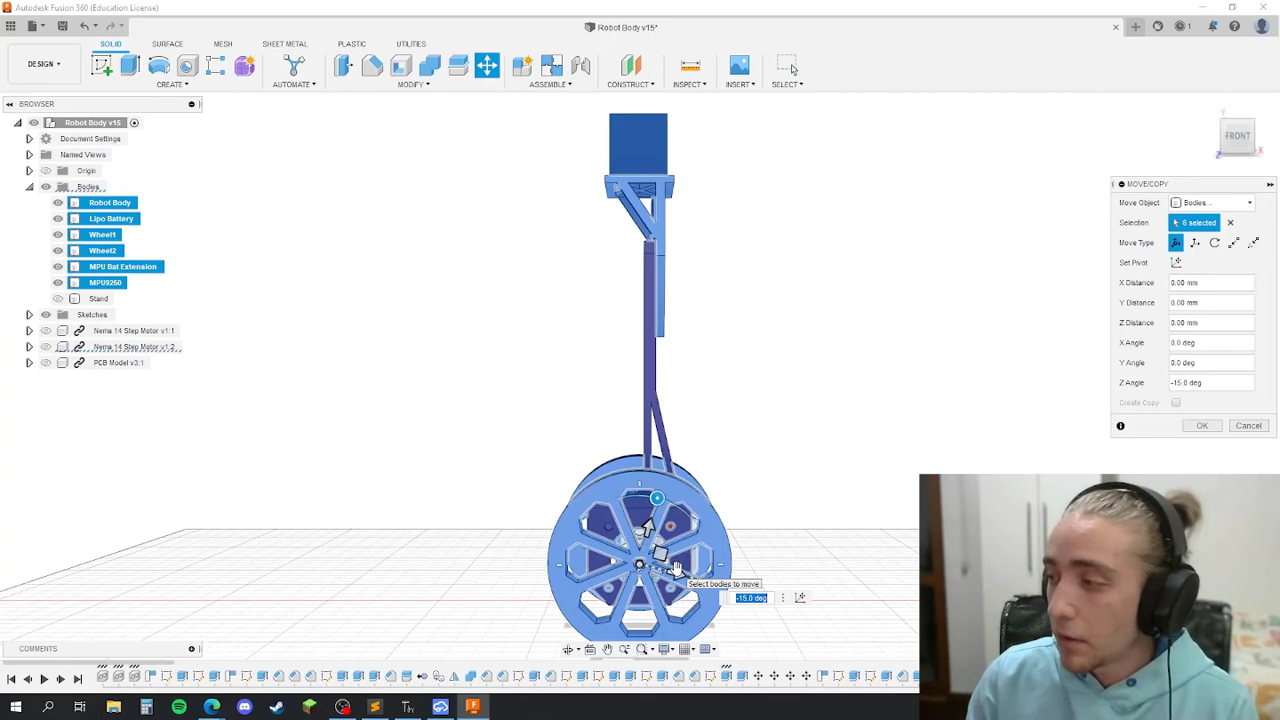 Autodesk Fusion 360 (Education License)
Robot Body v15*
SOLID SURFACE MESH SHEET METAL PLASTIC UTILITIES
DESIGN
CREATE AUTOMATE MODIFY ASSEMBLE CONSTRUCT INSPECT INSERT SELECT
BROWSER
Robot Body v15
Document Settings
Named Views
Origin
Bodies
Robot Body
Lipo Battery
Wheel1
Wheel2
MPU Bat Extension
MPU9250
Stand
Sketches
Nema 14 Step Motor v1:1
Nema 14 Step Motor v1:2
PCB Model v3:1
Y
FRONT
Z
X
MOVE/COPY
Move Object Bodies...
Selection 6 selected
Move Type
Set Pivot
X Distance 0.00 mm
Y Distance 0.00 mm
Z Distance 0.00 mm
X Angle 0.0 deg
Y Angle 0.0 deg
Z Angle -15.0 deg
Create Copy
OK Cancel
Select bodies to move
-15.0 deg
COMMENTS